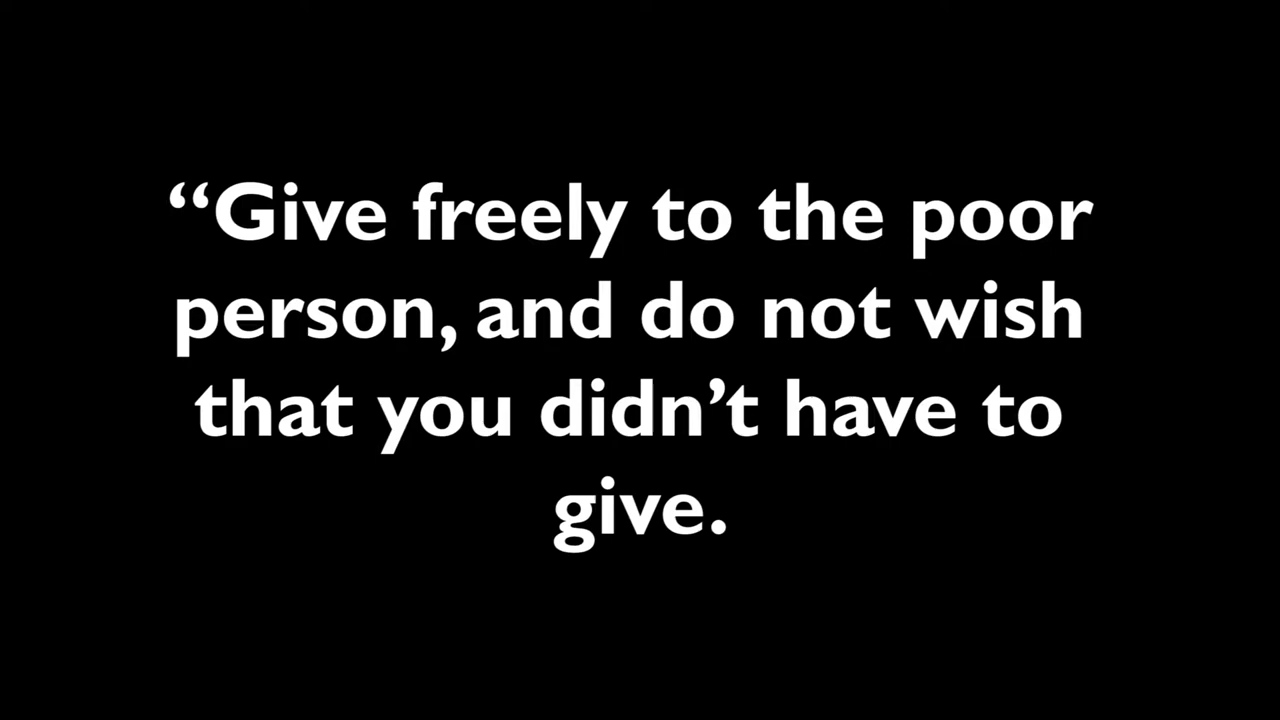 “Give freely to the poor
person, and do not wish
that you didn’t have to
give.